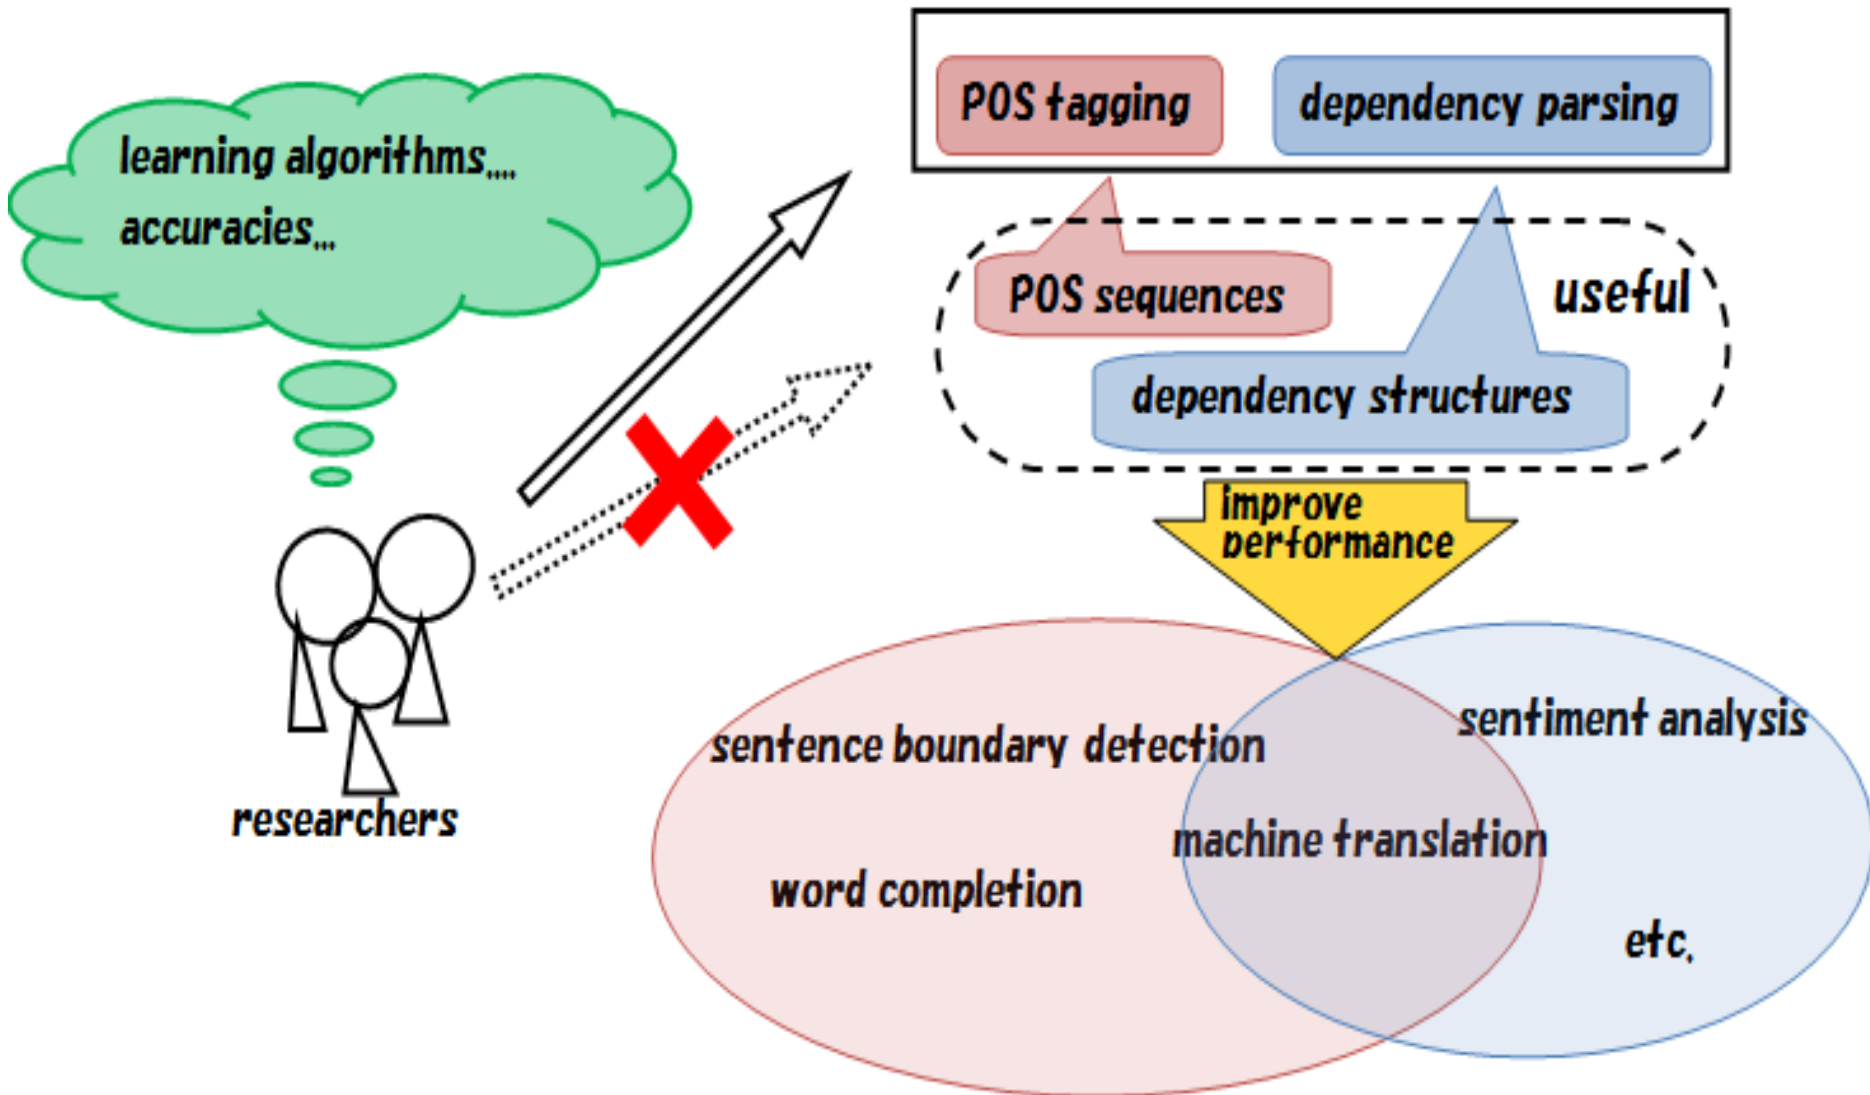 learning algorithms....
accuracies...
researchers
POS tagging
dependency parsing
POS sequences
useful
dependency structures
improve
performance
sentence boundary detection
sentiment analysis
machine translation
word completion
etc.